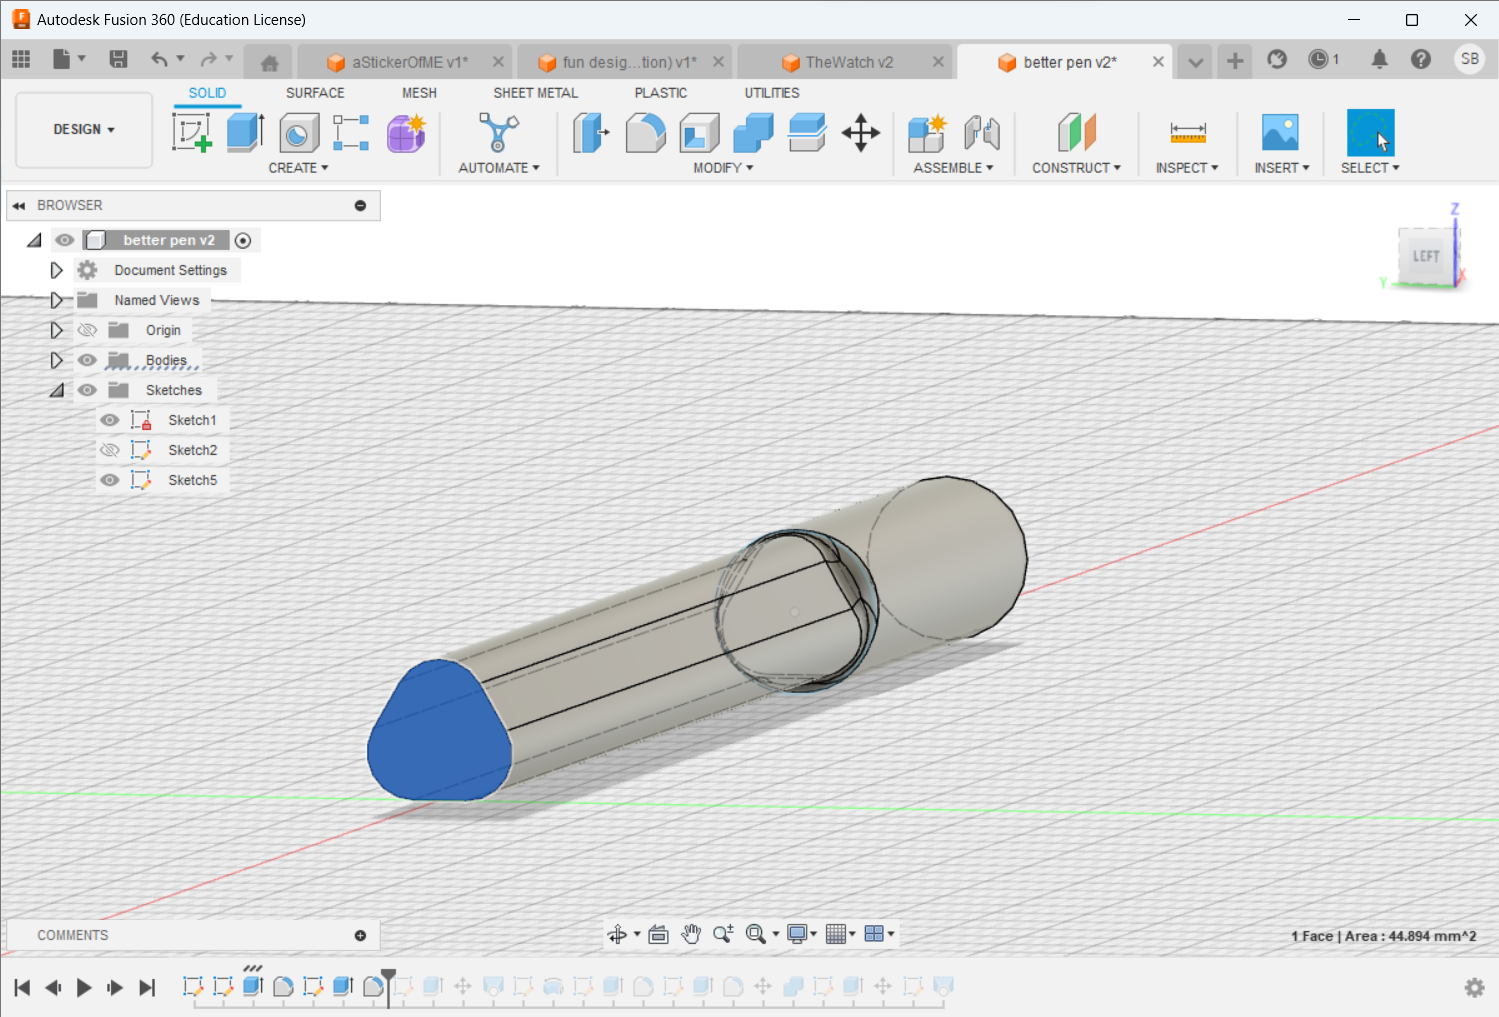 Autodesk Fusion 360 (Education License)
aStickerOfME v1*
fun desig...tion) v1*
TheWatch v2
better pen v2*
1
SB
SOLID
SURFACE
MESH
SHEET METAL
PLASTIC
UTILITIES
DESIGN
CREATE
AUTOMATE
MODIFY
ASSEMBLE
CONSTRUCT
INSPECT
INSERT
SELECT
BROWSER
better pen v2
Document Settings
Named Views
Origin
Bodies
Sketches
Sketch1
Sketch2
Sketch5
Z
LEFT
X
Y
COMMENTS
1 Face | Area : 44.894 mm^2